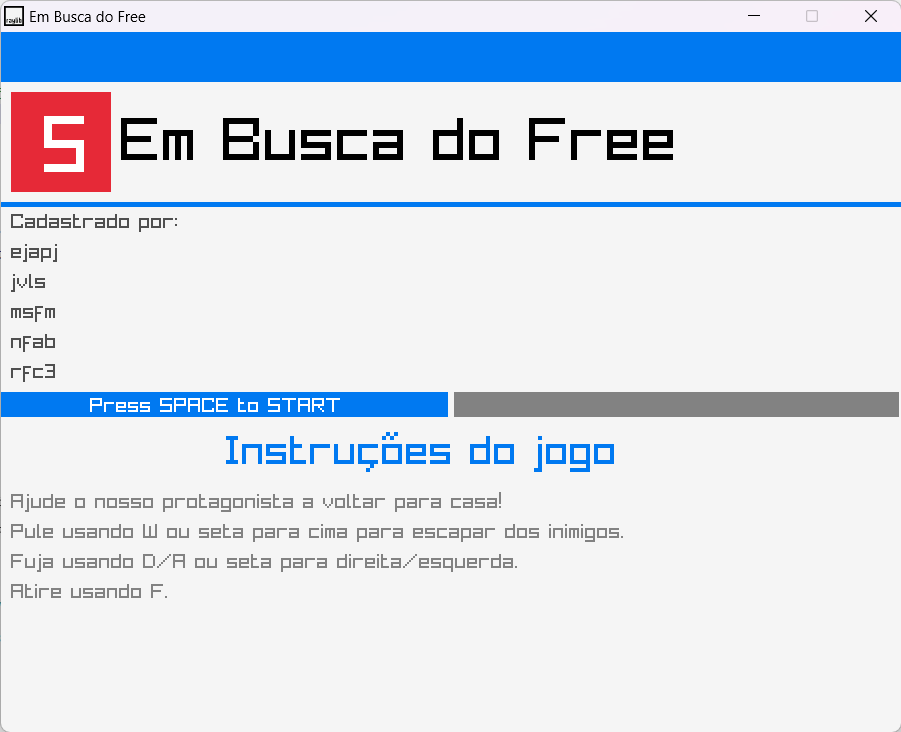 raylib
Em Busca do Free
S
Em Busca do Free
Cadastrado por:
ejapj
jvls
msfm
nfab
rfc3
Press SPACE to START
Instruções do jogo
Ajude o nosso protagonista a voltar para casa!
Pule usando W ou seta para cima para escapar dos inimigos.
Fuja usando D/A ou seta para direita/esquerda.
Atire usando F.